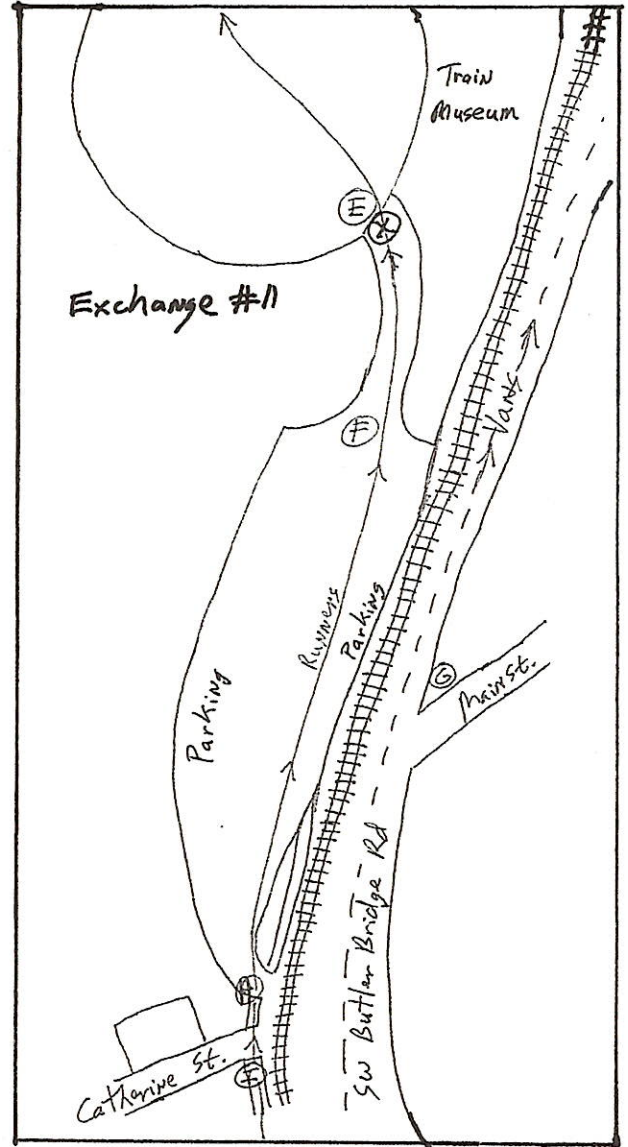 Train
Museum
E
X
Exchange #11
Vans
F
Runners
Parking
Parking
G
Main St.
SW Butler Bridge Rd
Catherine St.